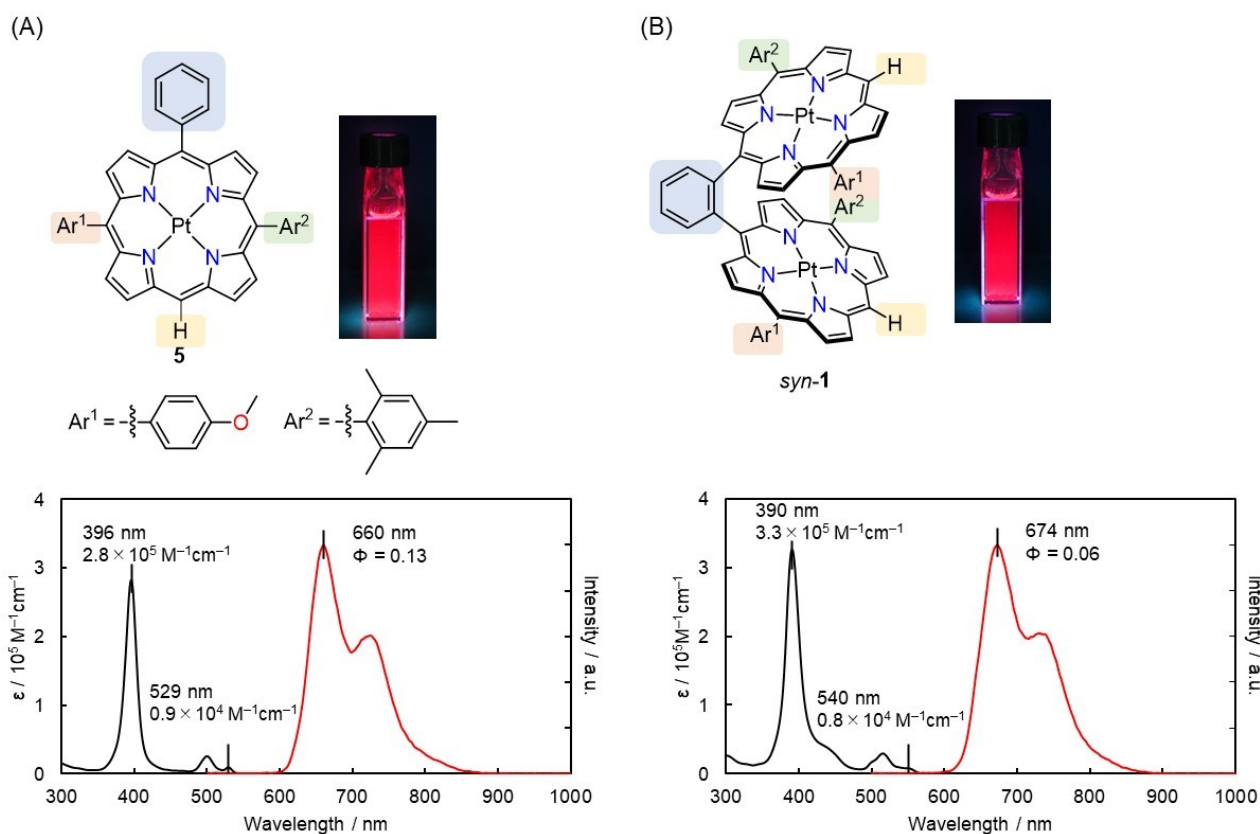 (A)
N
N
N
N
Pt
Ar¹
Ar²
H
5
Ar¹ =
O
Ar² =
4
3
2
1
0
ε / 10⁵ M⁻¹cm⁻¹
396 nm
2.8 × 10⁵ M⁻¹cm⁻¹
529 nm
0.9 × 10⁴ M⁻¹cm⁻¹
660 nm
Φ = 0.13
Intensity / a.u.
300 400 500 600 700 800 900 1000
Wavelength / nm
(B)
Ar²
H
N
N
Pt
N
N
Ar¹
Ar²
N
N
Pt
N
N
H
Ar¹
syn-1
4
3
2
1
0
ε / 10⁵M⁻¹cm⁻¹
390 nm
3.3 × 10⁵ M⁻¹cm⁻¹
540 nm
0.8 × 10⁴ M⁻¹cm⁻¹
674 nm
Φ = 0.06
Intensity / a.u.
300 400 500 600 700 800 900 1000
Wavelength / nm